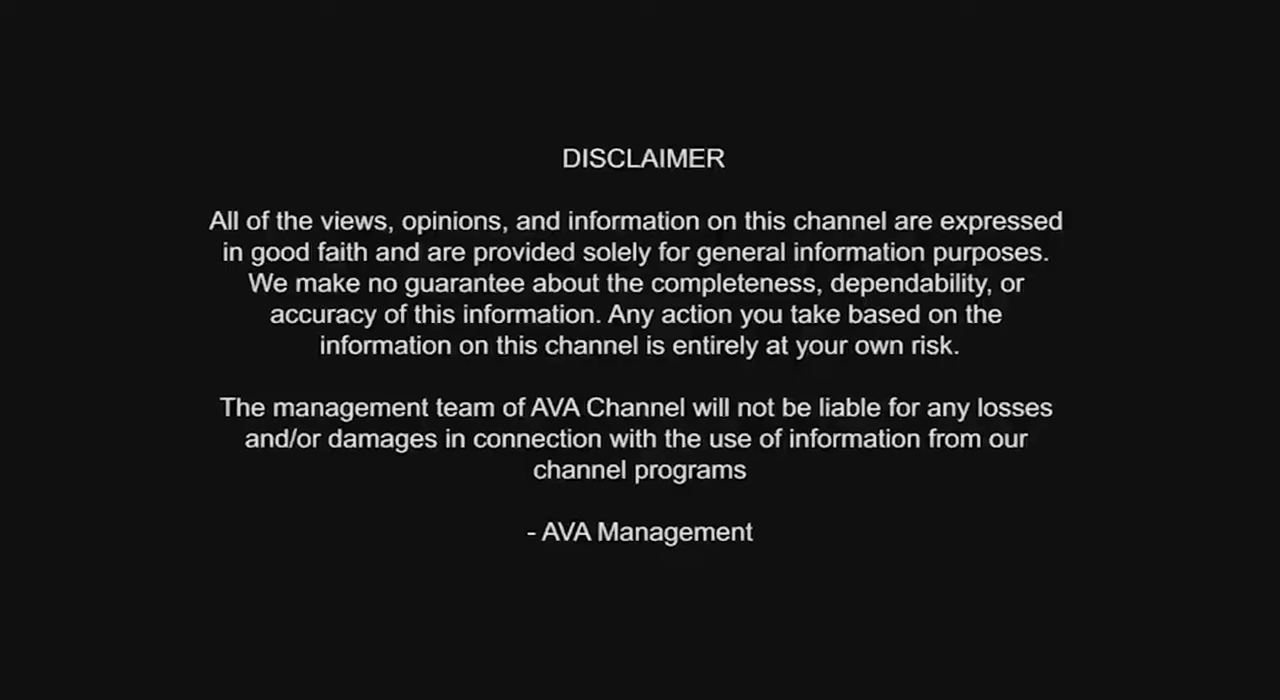 DISCLAIMER
All of the views, opinions, and information on this channel are expressed
in good faith and are provided solely for general information purposes.
We make no guarantee about the completeness, dependability, or
accuracy of this information. Any action you take based on the
information on this channel is entirely at your own risk.
The management team of AVA Channel will not be liable for any losses
and/or damages in connection with the use of information from our
channel programs
- AVA Management